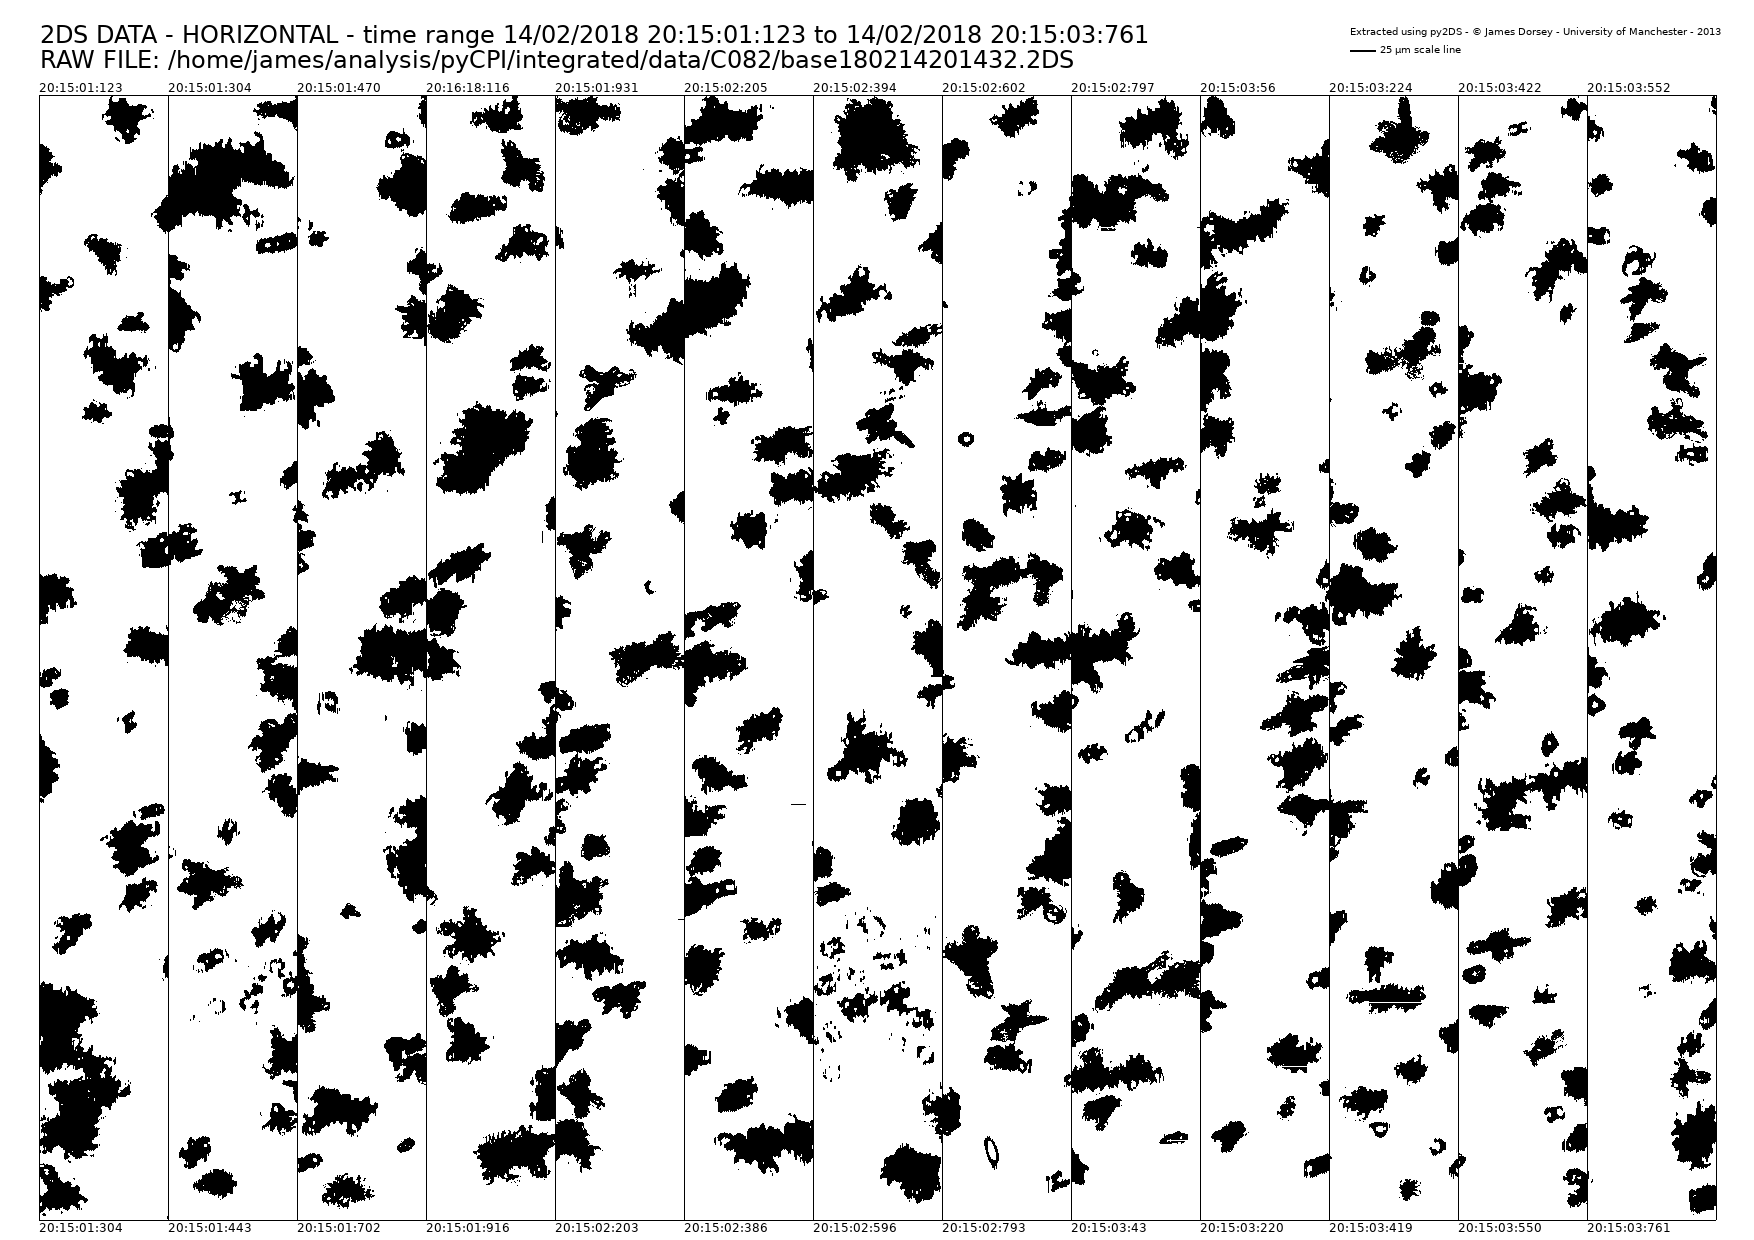 2DS DATA - HORIZONTAL - time range 14/02/2018 20:15:01:123 to 14/02/2018 20:15:03:761
RAW FILE: /home/james/analysis/pyCPI/integrated/data/C082/base180214201432.2DS
Extracted using py2DS - © James Dorsey - University of Manchester - 2013
25 µm scale line
20:15:01:123 20:15:01:304 20:15:01:470 20:16:18:116 20:15:01:931 20:15:02:205 20:15:02:394 20:15:02:602 20:15:02:797 20:15:03:56 20:15:03:224 20:15:03:422 20:15:03:552
20:15:01:304 20:15:01:443 20:15:01:702 20:15:01:916 20:15:02:203 20:15:02:386 20:15:02:596 20:15:02:793 20:15:03:43 20:15:03:220 20:15:03:419 20:15:03:550 20:15:03:761